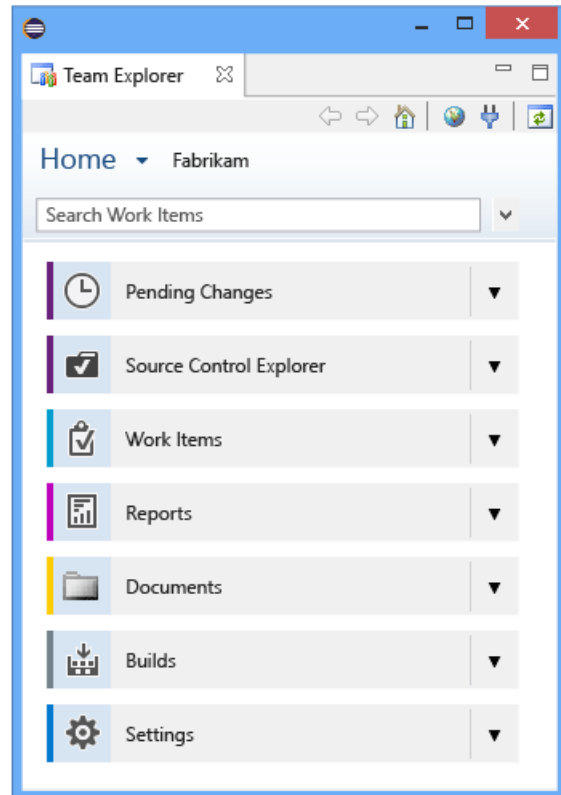 Team Explorer
Home Fabrikam
Search Work Items
Pending Changes
Source Control Explorer
Work Items
Reports
Documents
Builds
Settings